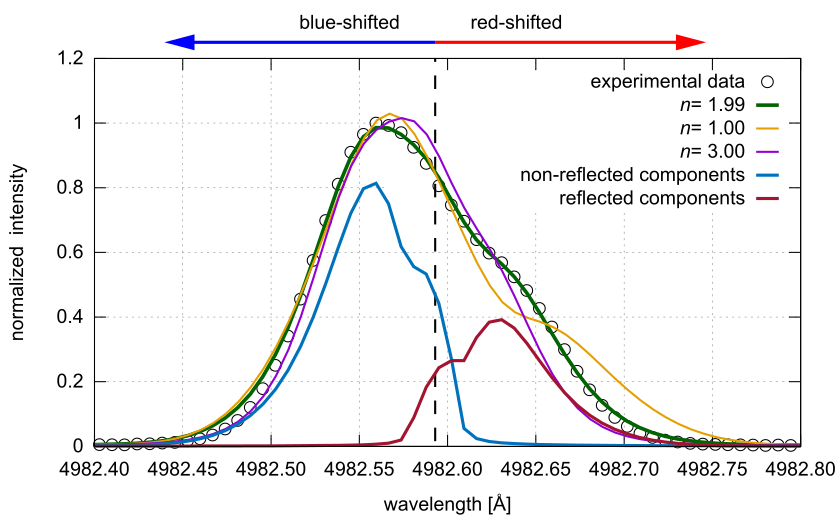 blue-shifted red-shifted
experimental data
n= 1.99
n= 1.00
n= 3.00
non-reflected components
reflected components
1.2
1
0.8
0.6
0.4
0.2
0
normalized intensity
4982.40 4982.45 4982.50 4982.55 4982.60 4982.65 4982.70 4982.75 4982.80
wavelength [Å]